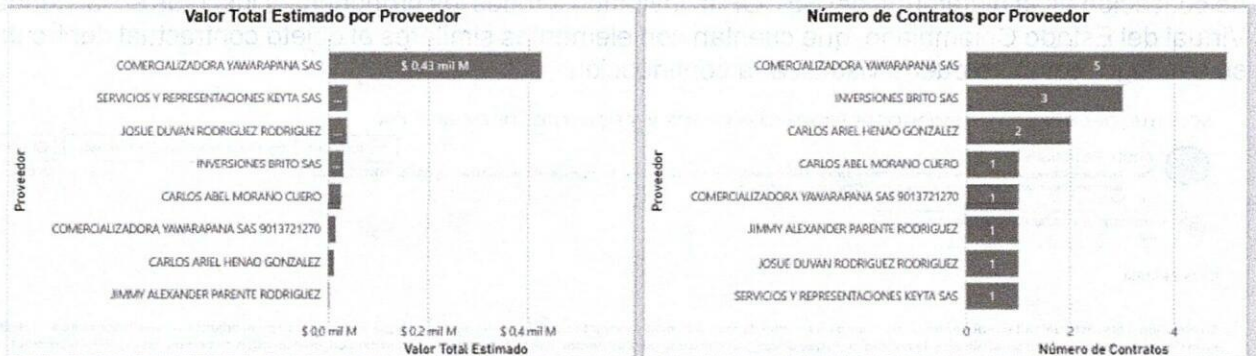 Valor Total Estimado por Proveedor
COMERCIALIZADORA YAWARAPANA SAS $ 0,43 mil M
SERVICIOS Y REPRESENTACIONES KEYTA SAS ...
JOSUE DUVAN RODRIGUEZ RODRIGUEZ ...
INVERSIONES BRITO SAS ...
CARLOS ABEL MORANO CUERO
COMERCIALIZADORA YAWARAPANA SAS 9013721270
CARLOS ARIEL HENAO GONZALEZ
JIMMY ALEXANDER PARENTE RODRIGUEZ
Proveedor
$ 0,0 mil M $ 0,2 mil M $ 0,4 mil M
Valor Total Estimado
Número de Contratos por Proveedor
COMERCIALIZADORA YAWARAPANA SAS 5
INVERSIONES BRITO SAS 3
CARLOS ARIEL HENAO GONZALEZ 2
CARLOS ABEL MORANO CUERO 1
COMERCIALIZADORA YAWARAPANA SAS 9013721270 1
JIMMY ALEXANDER PARENTE RODRIGUEZ 1
JOSUE DUVAN RODRIGUEZ RODRIGUEZ 1
SERVICIOS Y REPRESENTACIONES KEYTA SAS 1
Proveedor
0 2 4
Número de Contratos